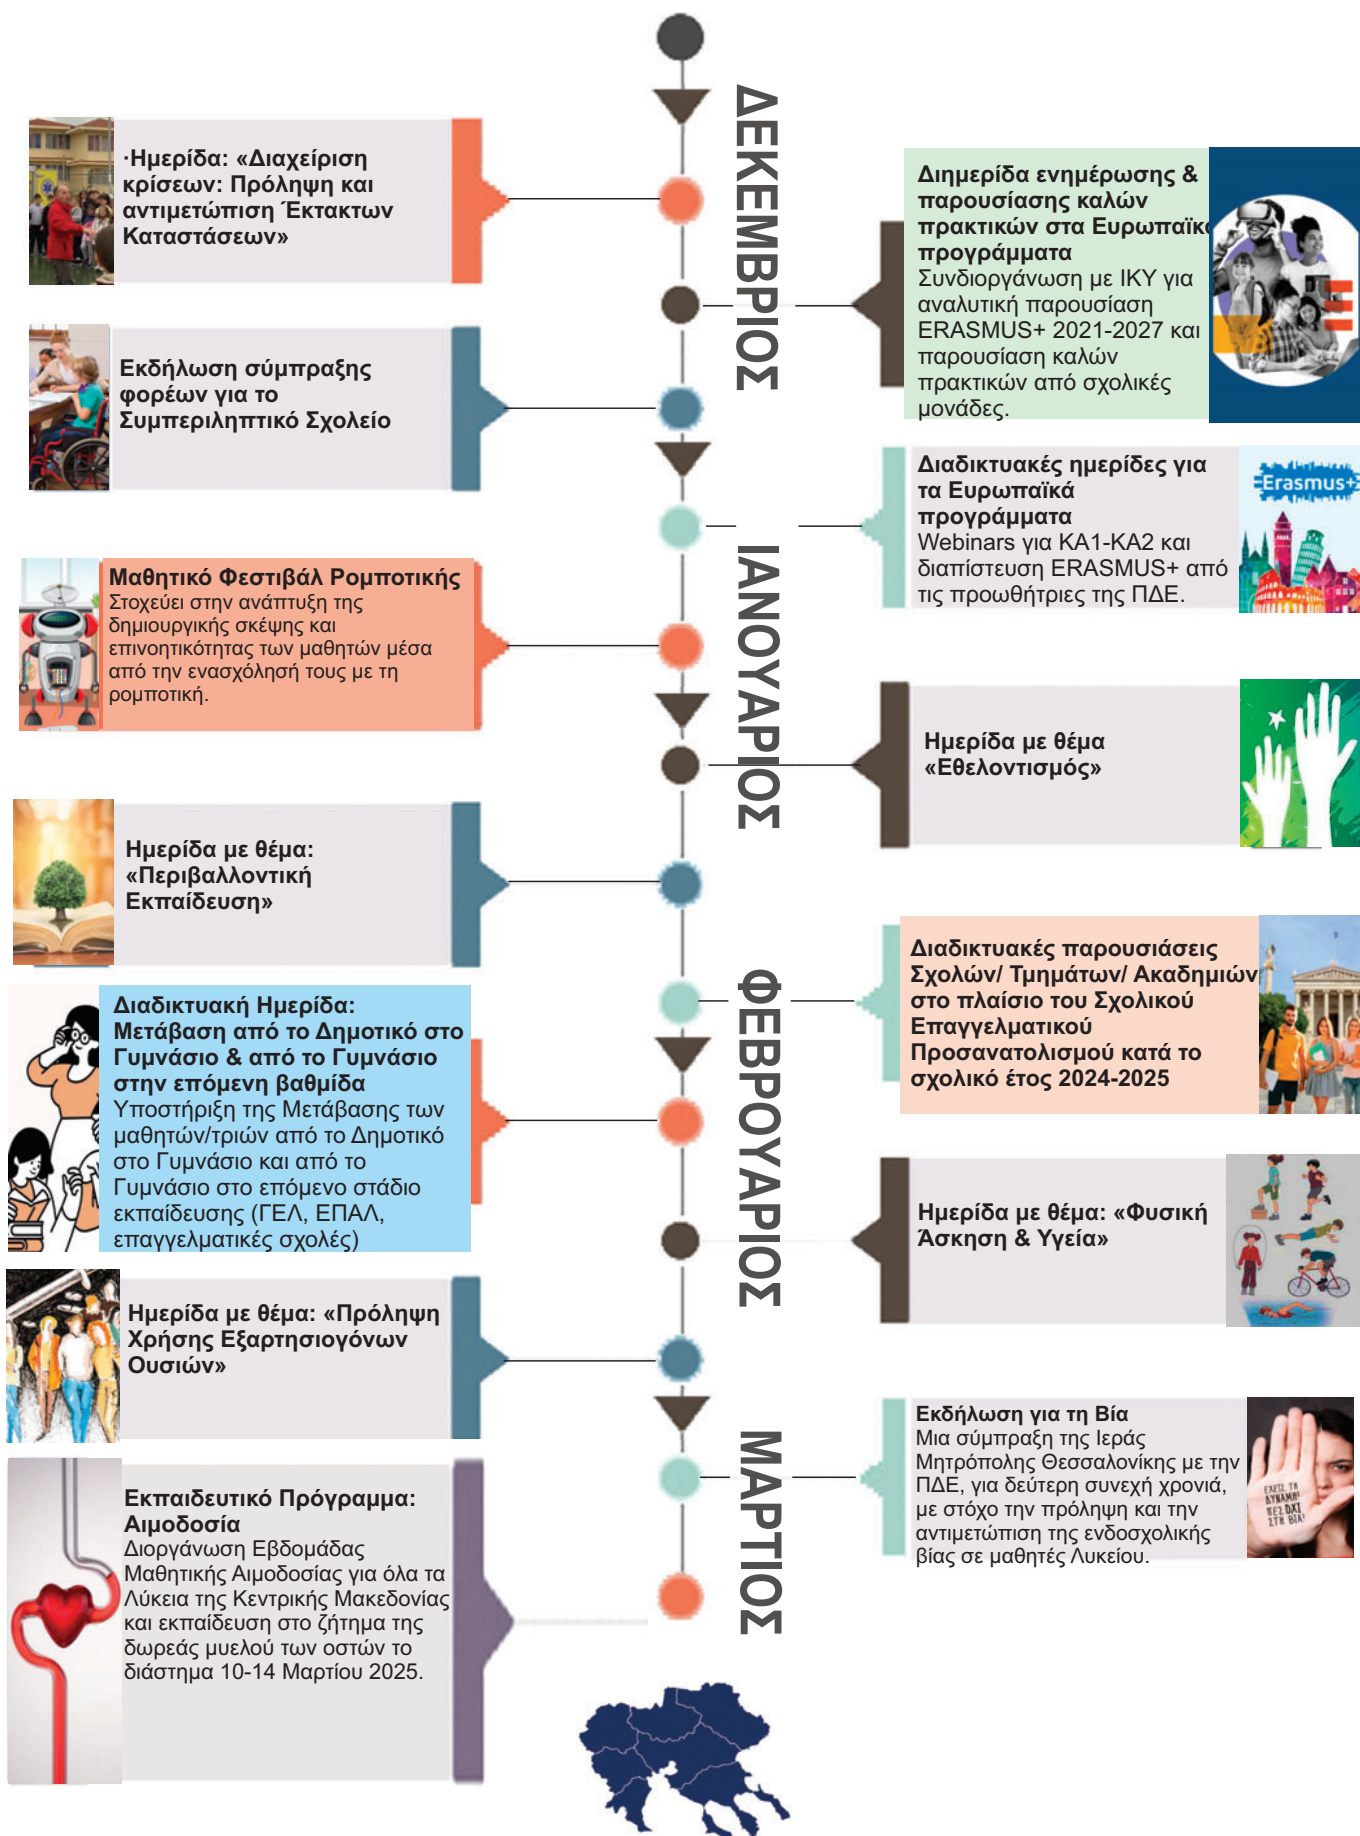 ΔΕΚΕΜΒΡΙΟΣ
·Ημερίδα: «Διαχείριση
κρίσεων: Πρόληψη και
αντιμετώπιση Έκτακτων
Καταστάσεων»
Διημερίδα ενημέρωσης &
παρουσίασης καλών
πρακτικών στα Ευρωπαϊκά
προγράμματα
Συνδιοργάνωση με ΙΚΥ για
αναλυτική παρουσίαση
ERASMUS+ 2021-2027 και
παρουσίαση καλών
πρακτικών από σχολικές
μονάδες.
Εκδήλωση σύμπραξης
φορέων για το
Συμπεριληπτικό Σχολείο
ΙΑΝΟΥΑΡΙΟΣ
Διαδικτυακές ημερίδες για
τα Ευρωπαϊκά
προγράμματα
Webinars για ΚΑ1-ΚΑ2 και
διαπίστευση ERASMUS+ από
τις προωθήτριες της ΠΔΕ.
Erasmus+
Μαθητικό Φεστιβάλ Ρομποτικής
Στοχεύει στην ανάπτυξη της
δημιουργικής σκέψης και
επινοητικότητας των μαθητών μέσα
από την ενασχόλησή τους με τη
ρομποτική.
Ημερίδα με θέμα
«Εθελοντισμός»
Ημερίδα με θέμα:
«Περιβαλλοντική
Εκπαίδευση»
ΦΕΒΡΟΥΑΡΙΟΣ
Διαδικτυακές παρουσιάσεις
Σχολών/ Τμημάτων/ Ακαδημιών
στο πλαίσιο του Σχολικού
Επαγγελματικού
Προσανατολισμού κατά το
σχολικό έτος 2024-2025
Διαδικτυακή Ημερίδα:
Μετάβαση από το Δημοτικό στο
Γυμνάσιο & από το Γυμνάσιο
στην επόμενη βαθμίδα
Υποστήριξη της Μετάβασης των
μαθητών/τριών από το Δημοτικό
στο Γυμνάσιο και από το
Γυμνάσιο στο επόμενο στάδιο
εκπαίδευσης (ΓΕΛ, ΕΠΑΛ,
επαγγελματικές σχολές)
Ημερίδα με θέμα: «Φυσική
Άσκηση & Υγεία»
Ημερίδα με θέμα: «Πρόληψη
Χρήσης Εξαρτησιογόνων
Ουσιών»
ΜΑΡΤΙΟΣ
Εκδήλωση για τη Βία
Μια σύμπραξη της Ιεράς
Μητρόπολης Θεσσαλονίκης με την
ΠΔΕ, για δεύτερη συνεχή χρονιά,
με στόχο την πρόληψη και την
αντιμετώπιση της ενδοσχολικής
βίας σε μαθητές Λυκείου.
ΕΧΕΙΣ ΤΗ
ΔΥΝΑΜΗ!
ΠΕΣ ΟΧΙ
ΣΤΗ ΒΙΑ!
Εκπαιδευτικό Πρόγραμμα:
Αιμοδοσία
Διοργάνωση Εβδομάδας
Μαθητικής Αιμοδοσίας για όλα τα
Λύκεια της Κεντρικής Μακεδονίας
και εκπαίδευση στο ζήτημα της
δωρεάς μυελού των οστών το
διάστημα 10-14 Μαρτίου 2025.